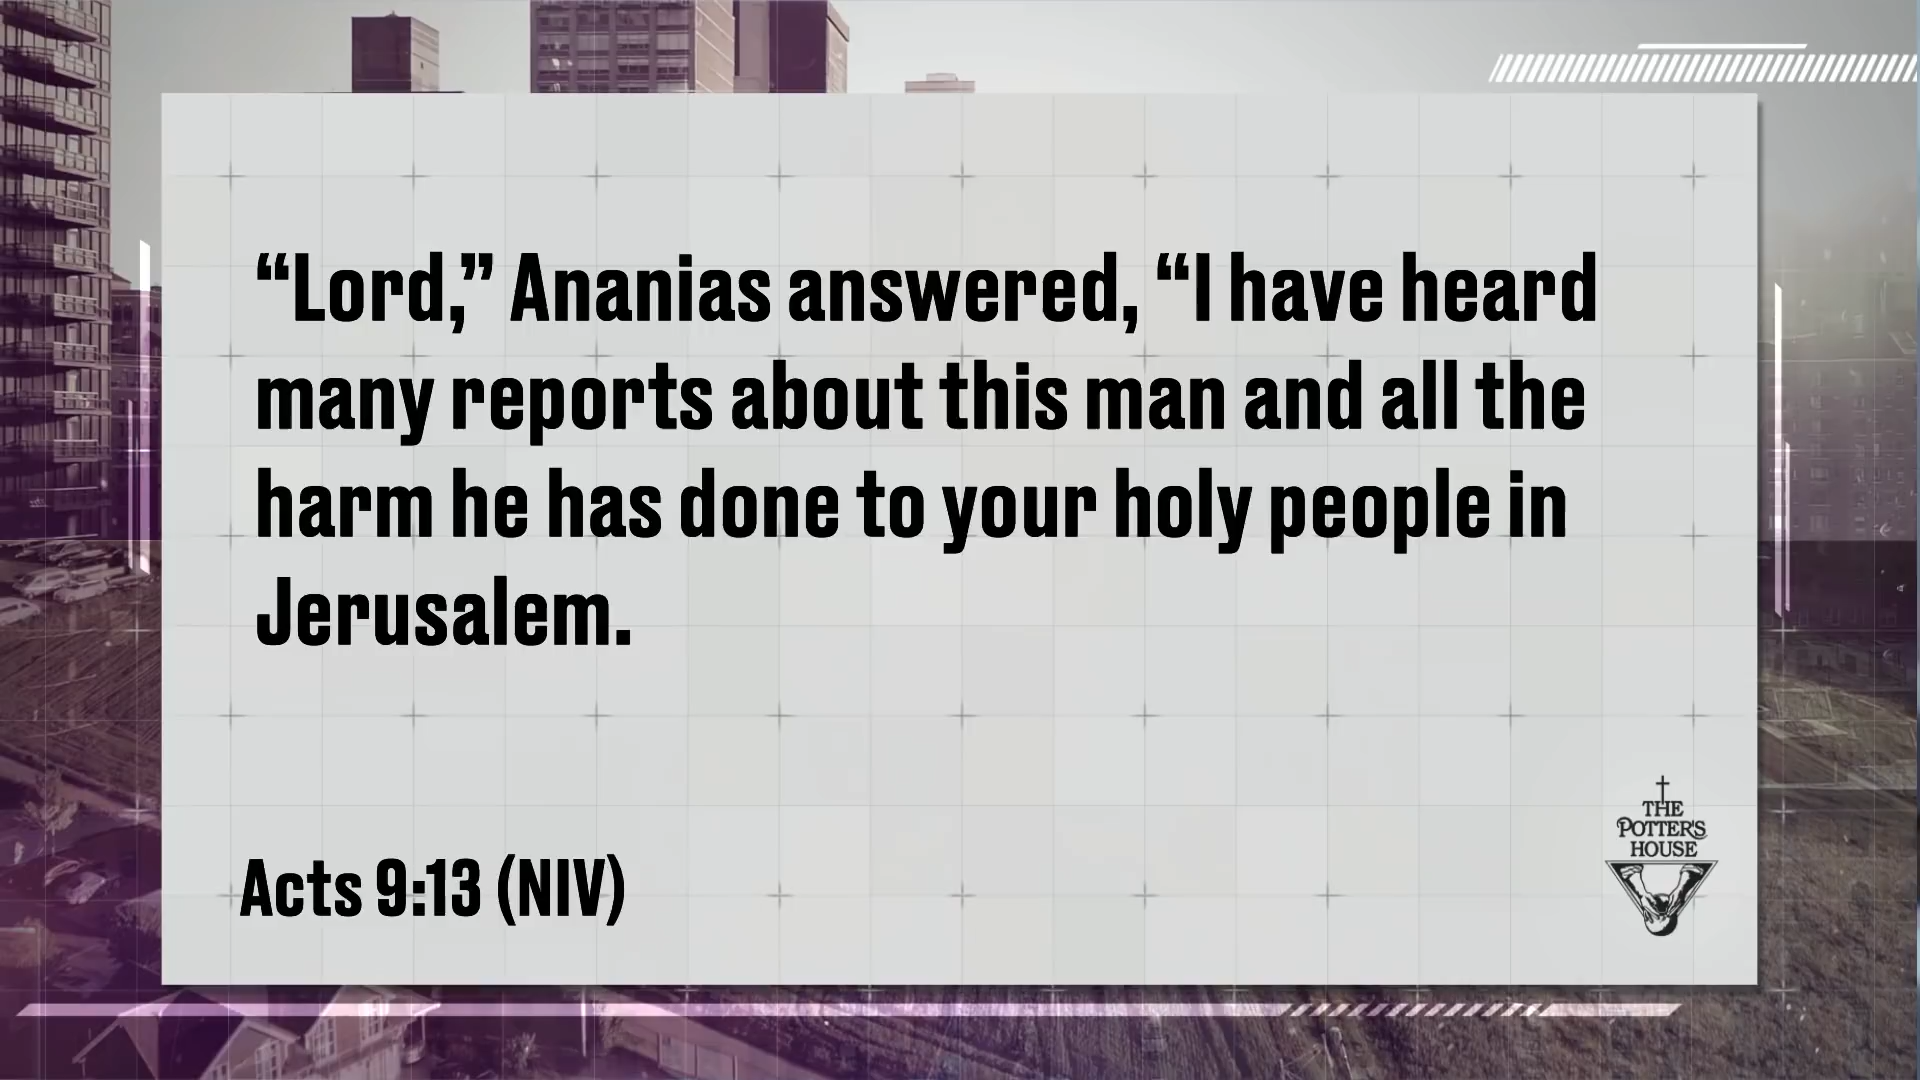 “Lord,” Ananias answered, “I have heard
many reports about this man and all the
harm he has done to your holy people in
Jerusalem.
Acts 9:13 (NIV)
THE
POTTER'S
HOUSE